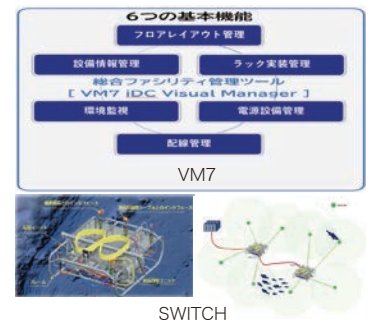 6つの基本機能
フロアレイアウト管理
設備情報管理
ラック実装管理
総合ファシリティ管理ツール
[ VM7 iDC Visual Manager ]
環境監視
電源設備管理
配線管理
VM7
SWITCH